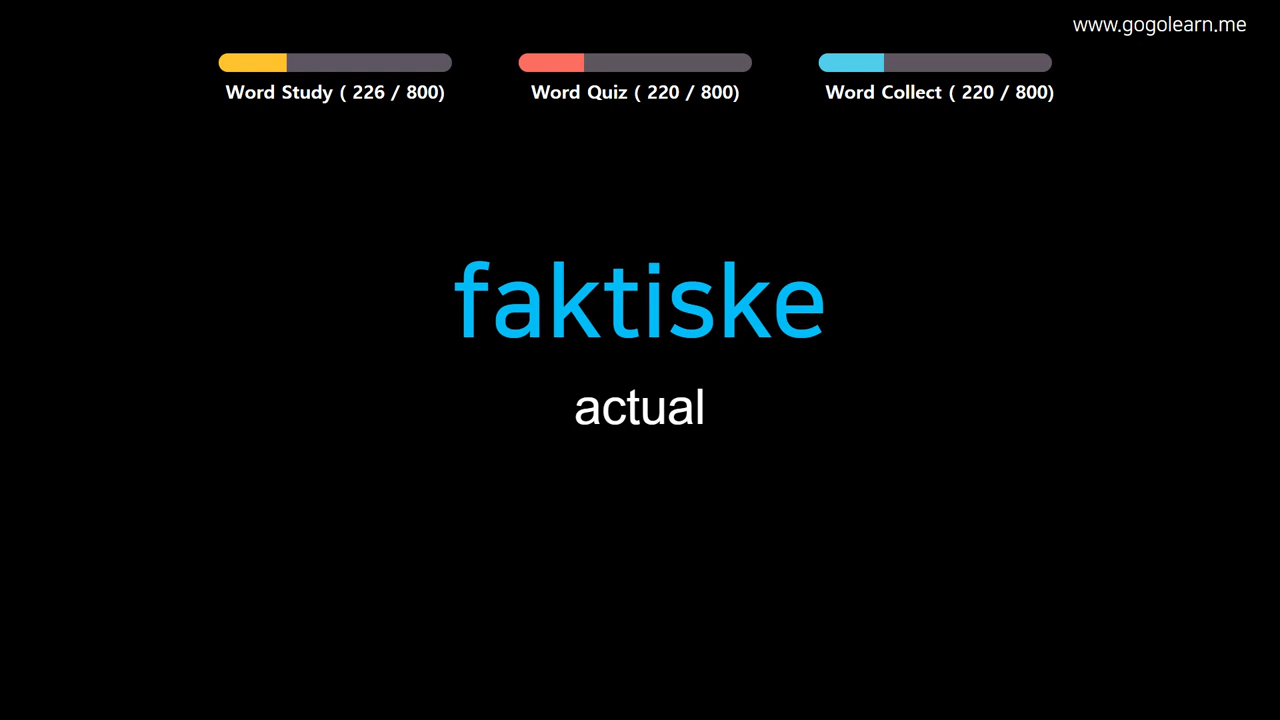 www.gogolearn.me
Word Study ( 226 / 800)
Word Quiz ( 220 / 800)
Word Collect ( 220 / 800)
faktiske
actual